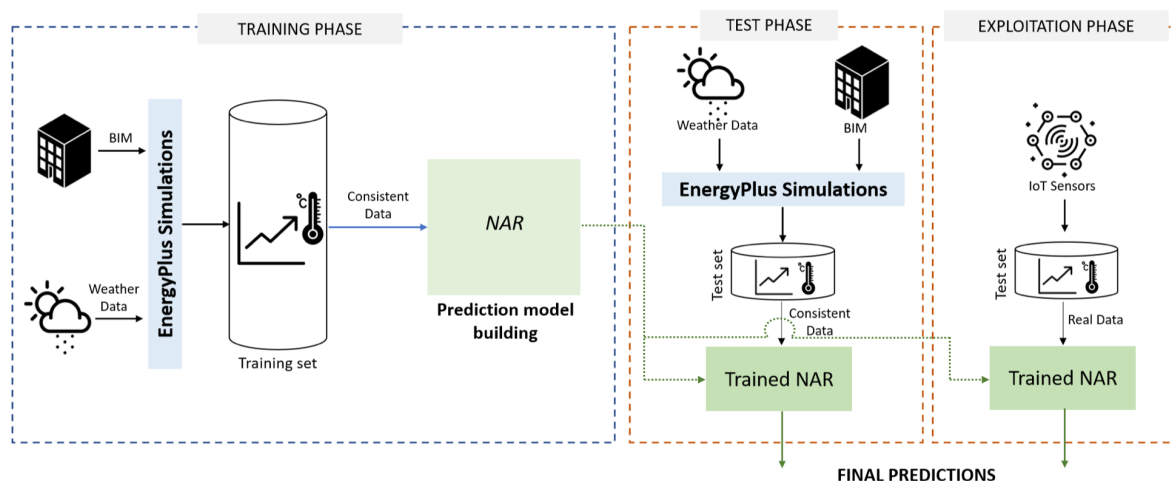 TRAINING PHASE
BIM
Weather
Data
EnergyPlus Simulations
°C
Training set
Consistent
Data
NAR
Prediction model
building
TEST PHASE
Weather Data
BIM
EnergyPlus Simulations
Test set
°C
Consistent
Data
Trained NAR
EXPLOITATION PHASE
IoT Sensors
Test set
°C
Real Data
Trained NAR
FINAL PREDICTIONS